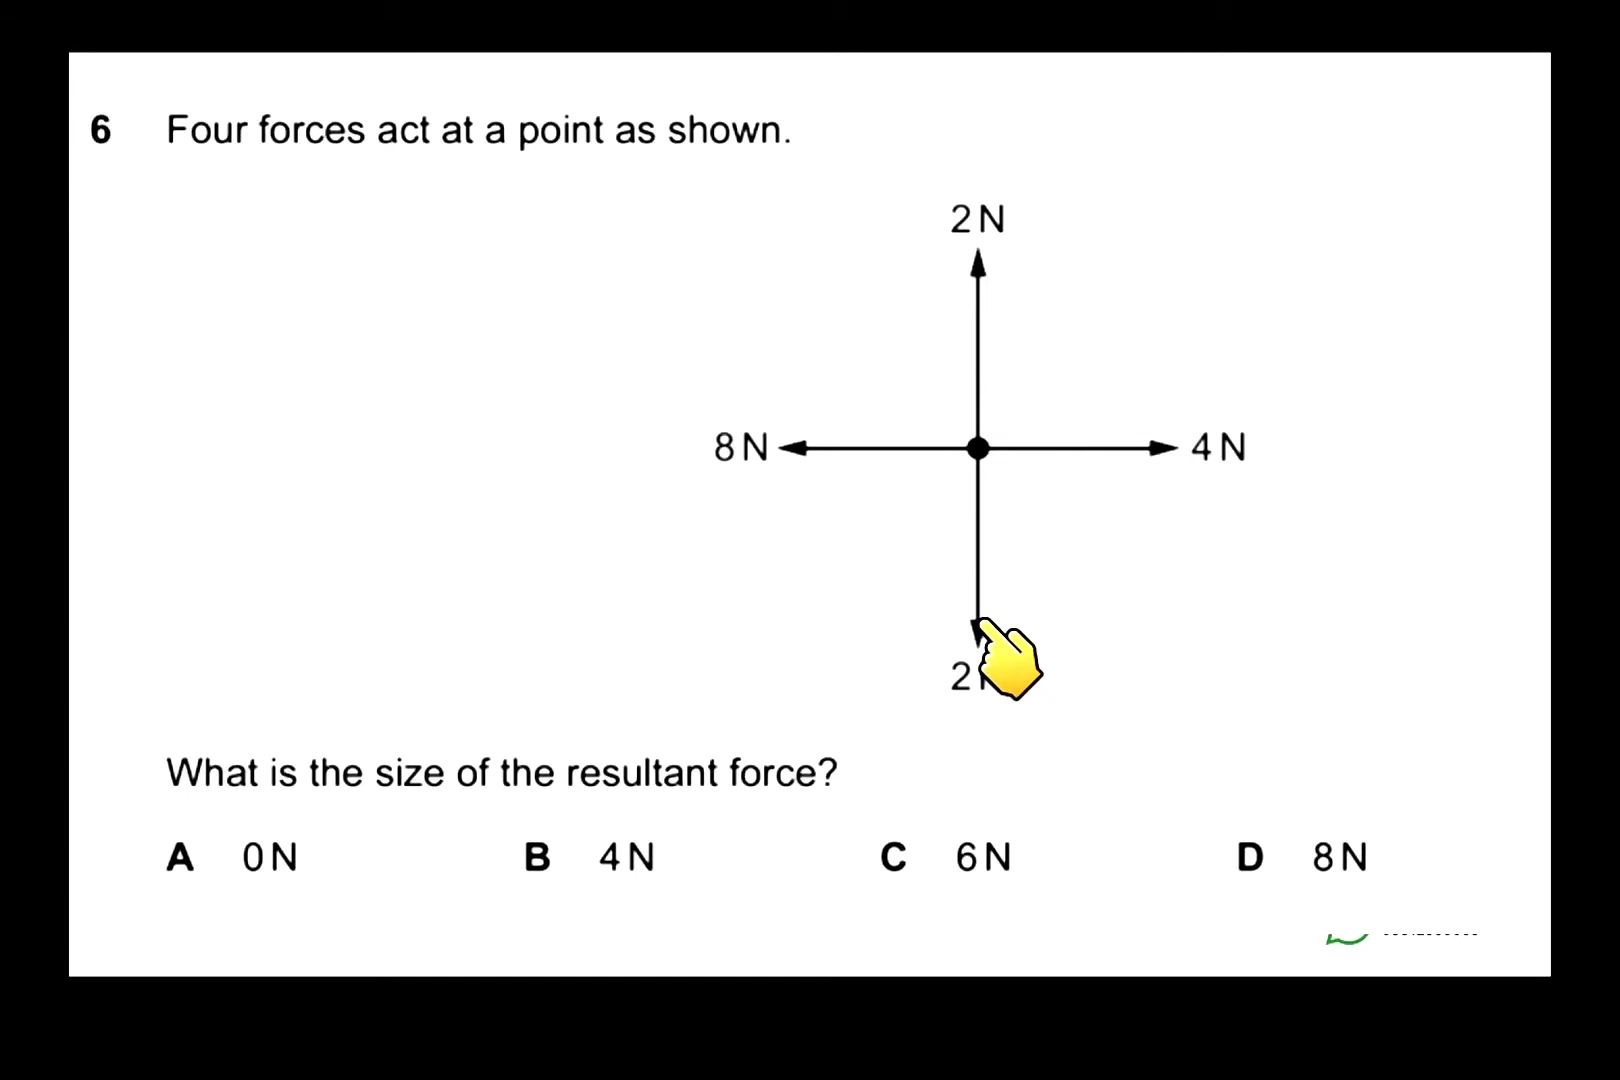 6 Four forces act at a point as shown.
2 N
8 N 4 N
2
What is the size of the resultant force?
A 0 N B 4 N C 6 N D 8 N